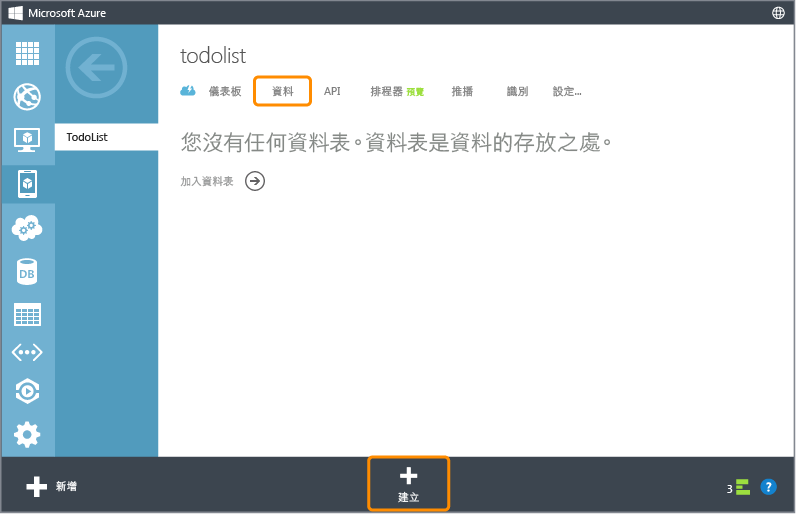 Microsoft Azure
todolist
儀表板 資料 API 排程器 預覽 推播 識別 設定...
TodoList
您沒有任何資料表。資料表是資料的存放之處。
加入資料表
DB
新增
建立
3
?